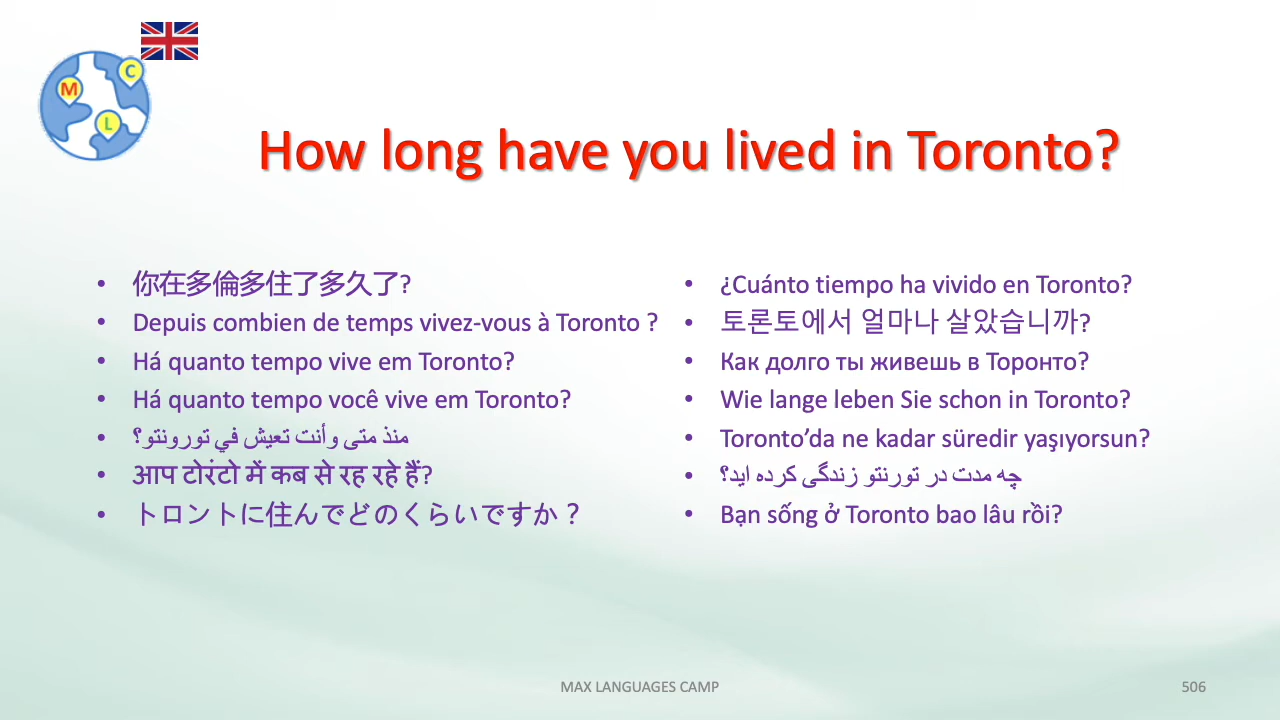 C
M
L
How long have you lived in Toronto?
• 你在多倫多住了多久了?
• Depuis combien de temps vivez-vous à Toronto ?
• Há quanto tempo vive em Toronto?
• Há quanto tempo você vive em Toronto?
• منذ متى وأنت تعيش في تورونتو؟
• आप टोरंटो में कब से रह रहे हैं?
• トロントに住んでどのくらいですか？
• ¿Cuánto tiempo ha vivido en Toronto?
• 토론토에서 얼마나 살았습니까?
• Как долго ты живешь в Торонто?
• Wie lange leben Sie schon in Toronto?
• Toronto’da ne kadar süredir yaşıyorsun?
• چه مدت در تورنتو زندگی کرده اید؟
• Bạn sống ở Toronto bao lâu rồi?
MAX LANGUAGES CAMP
506